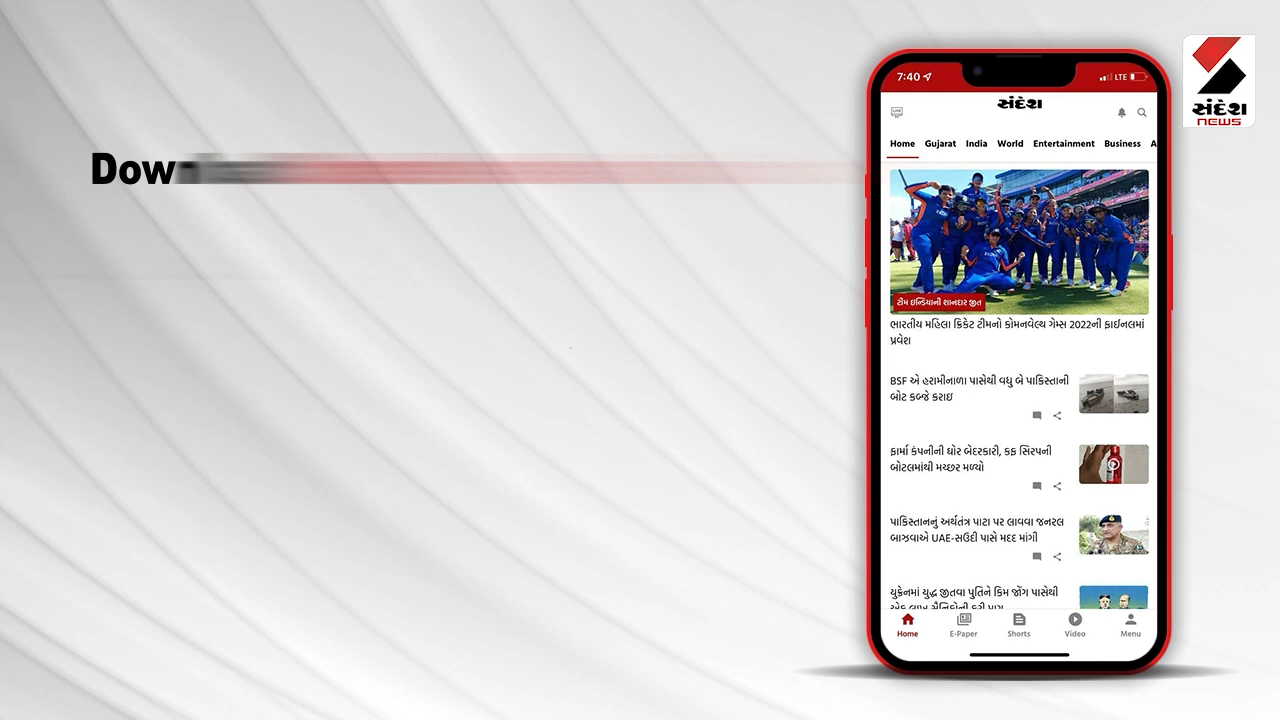 Dow
સંદેશ
NEWS
7:40
LTE
સંદેશ
Home Gujarat India World Entertainment Business A
ટીમ ઇન્ડિયાની શાનદાર જીત
ભારતીય મહિલા ક્રિકેટ ટીમનો કોમનવેલ્થ ગેમ્સ 2022ની ફાઈનલમાં
પ્રવેશ
BSF એ હરામીનાળા પાસેથી વધુ બે પાકિસ્તાની
બોટ કબ્જે કરાઇ
ફાર્મા કંપનીની ઘોર બેદરકારી, કફ સિરપની
બોટલમાંથી મચ્છર મળ્યો
પાકિસ્તાનનું અર્થતંત્ર પાટા પર લાવવા જનરલ
બાઝવાએ UAE-સઉદી પાસે મદદ માંગી
યુક્રેનમાં યુદ્ધ જીતવા પુતિને કિમ જોંગ પાસેથી
Home E-Paper Shorts Video Menu